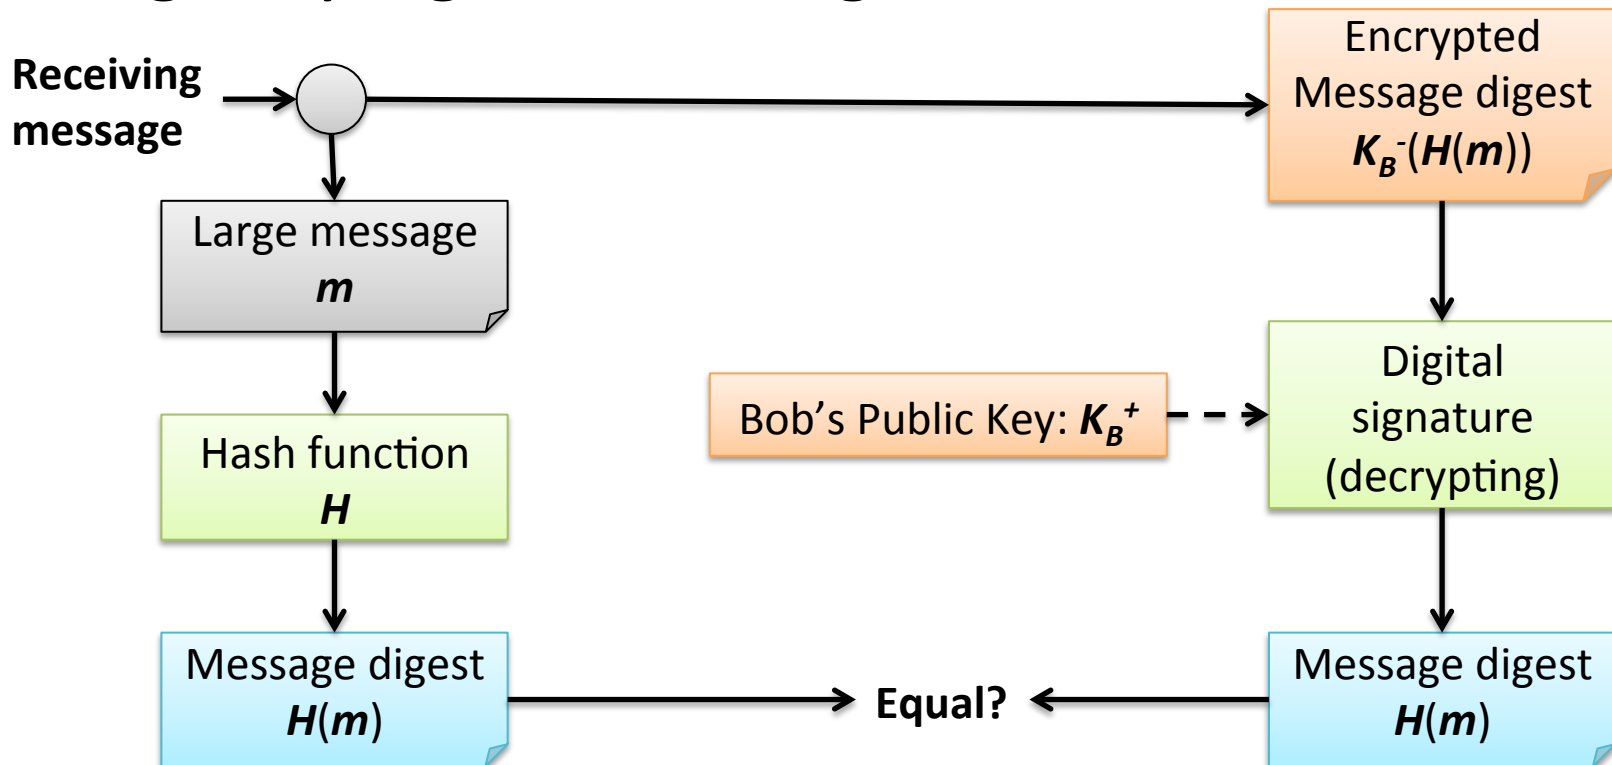 Receiving
message
Encrypted
Message digest
K_B^-(H(m))
Large message
m
Hash function
H
Bob’s Public Key: K_B^+
Digital
signature
(decrypting)
Message digest
H(m)
Equal?
Message digest
H(m)